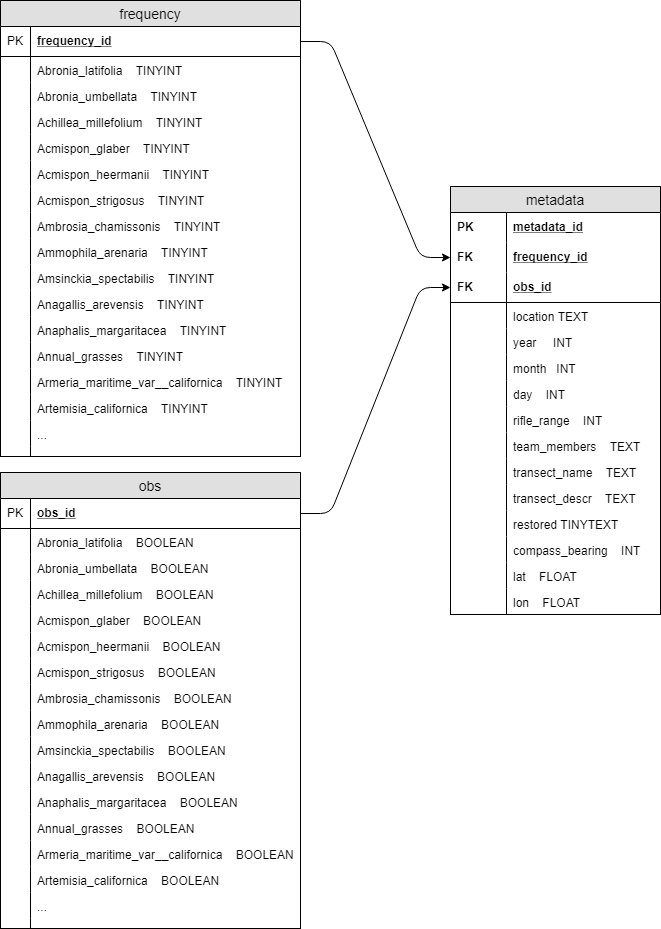 frequency
PK frequency_id
Abronia_latifolia TINYINT
Abronia_umbellata TINYINT
Achillea_millefolium TINYINT
Acmispon_glaber TINYINT
Acmispon_heermanii TINYINT
Acmispon_strigosus TINYINT
Ambrosia_chamissonis TINYINT
Ammophila_arenaria TINYINT
Amsinckia_spectabilis TINYINT
Anagallis_arevensis TINYINT
Anaphalis_margaritacea TINYINT
Annual_grasses TINYINT
Armeria_maritime_var__californica TINYINT
Artemisia_californica TINYINT
...
obs
PK obs_id
Abronia_latifolia BOOLEAN
Abronia_umbellata BOOLEAN
Achillea_millefolium BOOLEAN
Acmispon_glaber BOOLEAN
Acmispon_heermanii BOOLEAN
Acmispon_strigosus BOOLEAN
Ambrosia_chamissonis BOOLEAN
Ammophila_arenaria BOOLEAN
Amsinckia_spectabilis BOOLEAN
Anagallis_arevensis BOOLEAN
Anaphalis_margaritacea BOOLEAN
Annual_grasses BOOLEAN
Armeria_maritime_var__californica BOOLEAN
Artemisia_californica BOOLEAN
...
metadata
PK metadata_id
FK frequency_id
FK obs_id
location TEXT
year INT
month INT
day INT
rifle_range INT
team_members TEXT
transect_name TEXT
transect_descr TEXT
restored TINYTEXT
compass_bearing INT
lat FLOAT
lon FLOAT